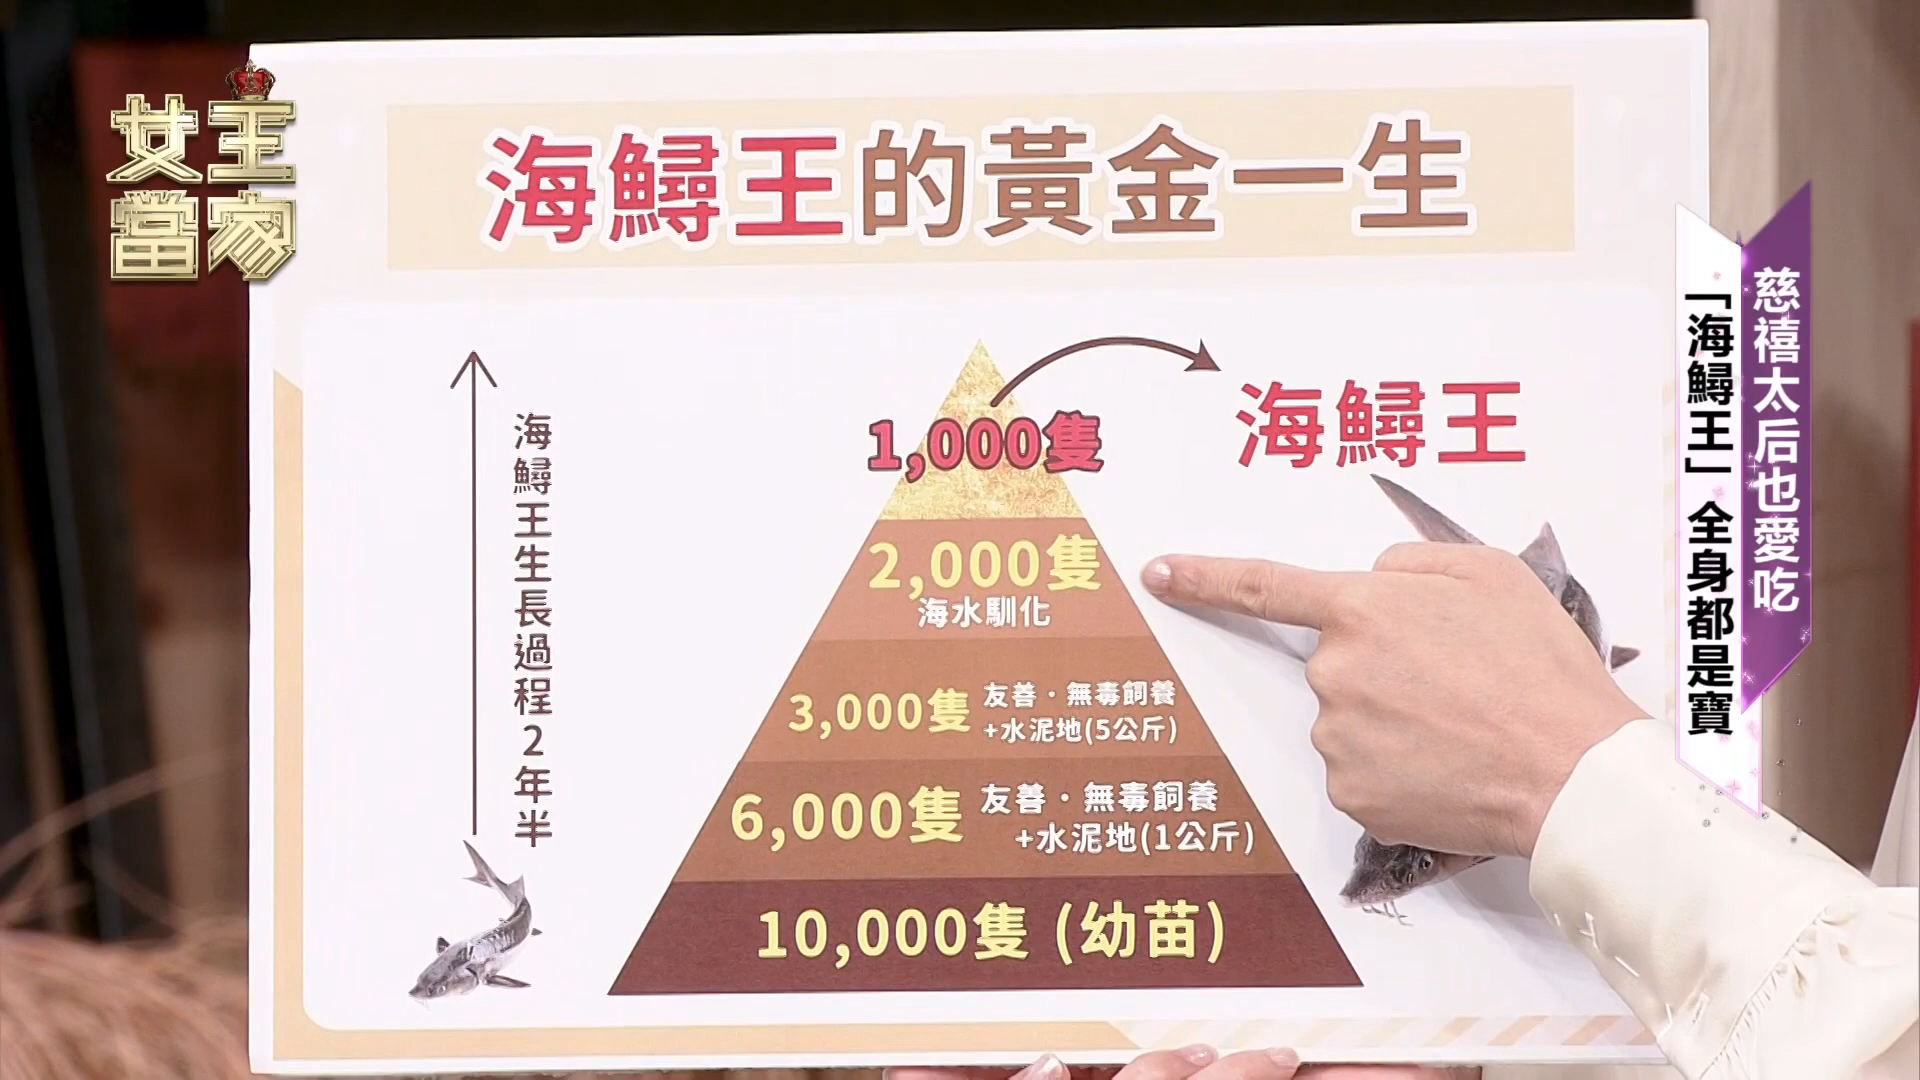 女王
當家
海鱘王的黃金一生
慈禧太后也愛吃
「海鱘王」全身都是寶
海鱘王生長過程2年半
1,000隻
海鱘王
2,000隻
海水馴化
3,000隻
友善·無毒飼養
+水泥地(5公斤)
6,000隻
友善·無毒飼養
+水泥地(1公斤)
10,000隻 (幼苗)